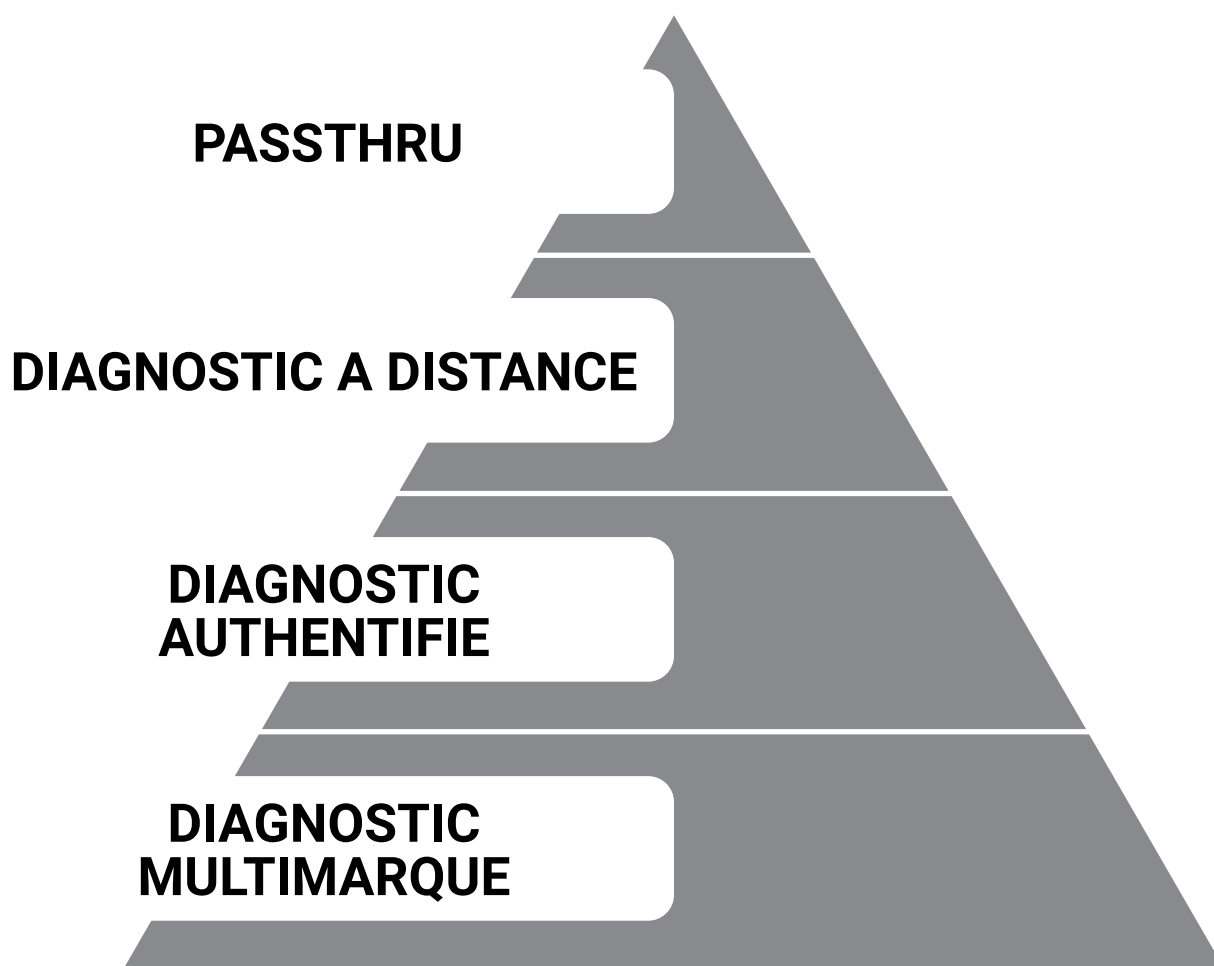 PASSTHRU
DIAGNOSTIC A DISTANCE
DIAGNOSTIC
AUTHENTIFIE
DIAGNOSTIC
MULTIMARQUE